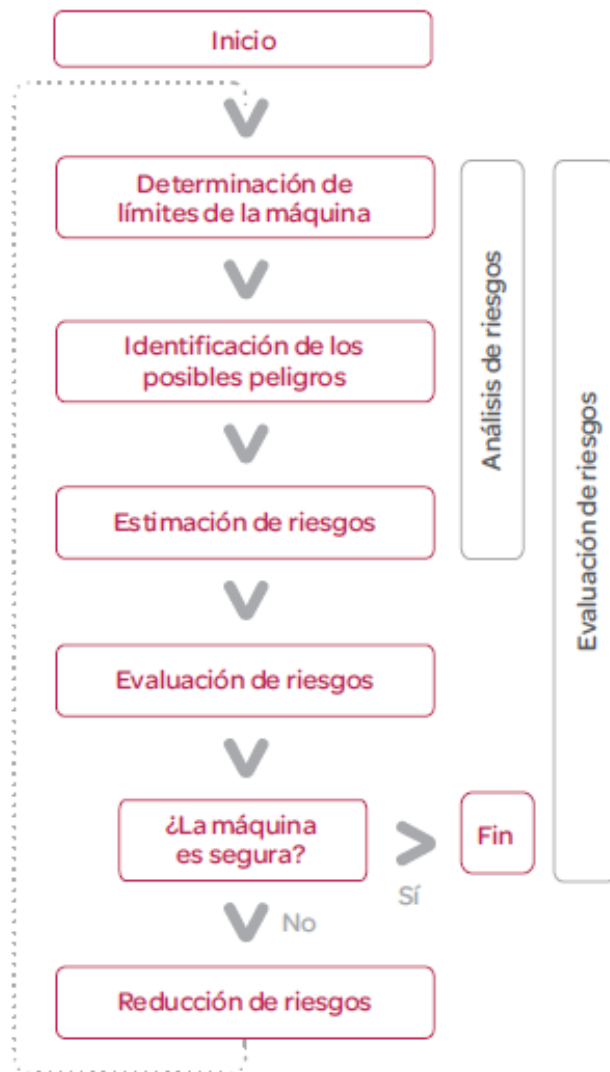 Inicio
Determinación de
límites de la máquina
Identificación de los
posibles peligros
Estimación de riesgos
Análisis de riesgos
Evaluación de riesgos
¿La máquina
es segura?
Fin
Sí
No
Reducción de riesgos
Evaluación de riesgos